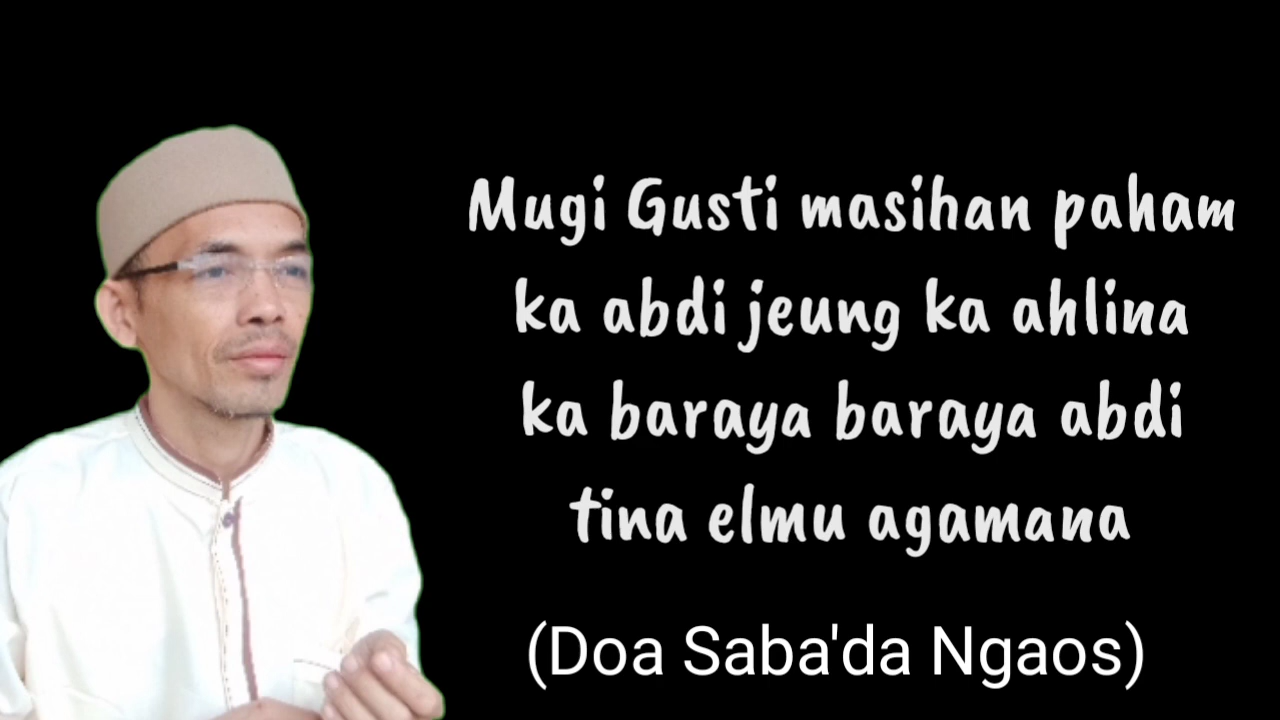 Mugi Gusti masihan paham
ka abdi jeung ka ahlina
ka baraya baraya abdi
tina elmu agamana
(Doa Saba'da Ngaos)